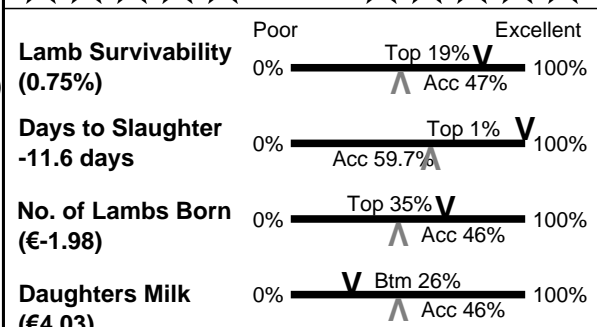 Poor Excellent
Lamb Survivability
(0.75%)
0% Top 19% 100%
Acc 47%
Days to Slaughter
-11.6 days
0% Top 1% 100%
Acc 59.7%
No. of Lambs Born
(€-1.98)
0% Top 35% 100%
Acc 46%
Daughters Milk
(€4.03)
0% Btm 26% 100%
Acc 46%